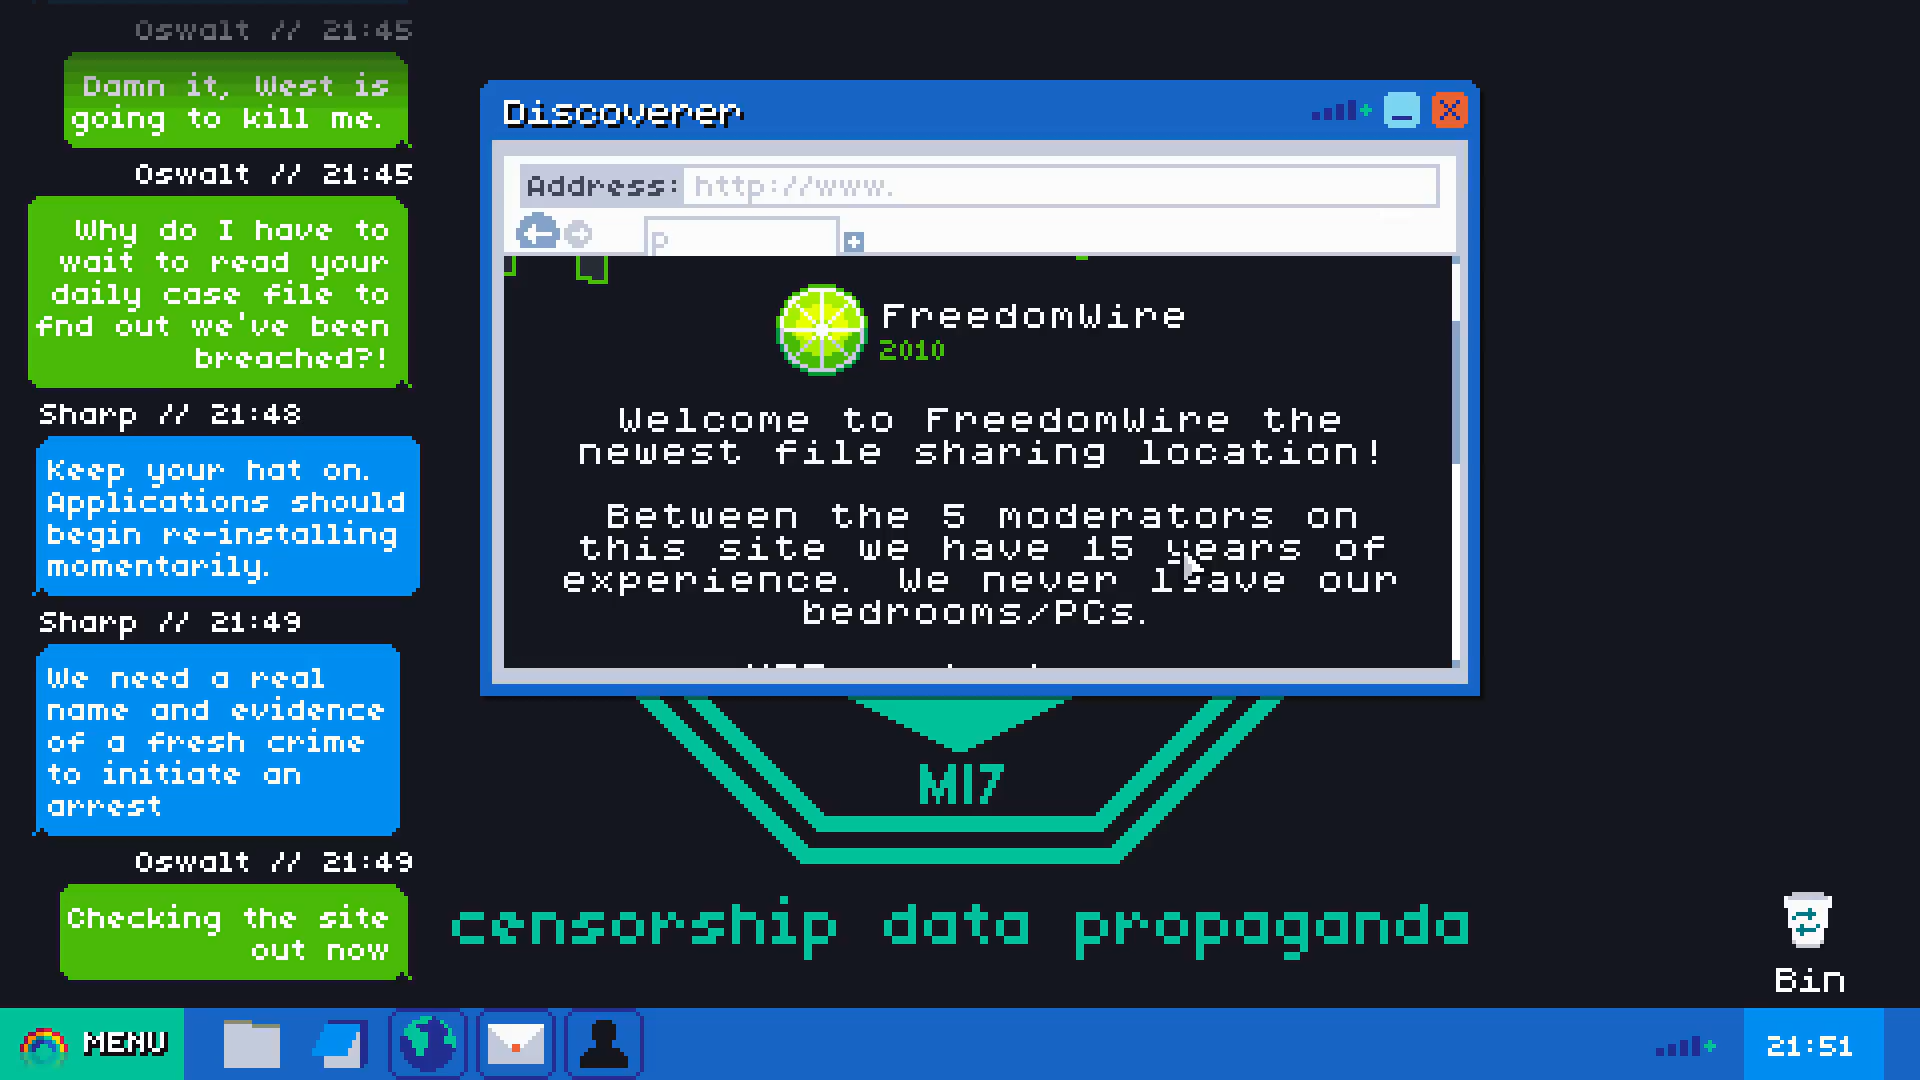 Oswalt // 21:45
Damn it, West is
going to kill me.
Oswalt // 21:45
Why do I have to
wait to read your
daily case file to
fnd out we've been
breached?!
Sharp // 21:48
Keep your hat on.
Applications should
begin re-installing
momentarily.
Sharp // 21:49
We need a real
name and evidence
of a fresh crime
to initiate an
arrest
Oswalt // 21:49
Checking the site
out now
Discoverer
Address: http://www.
p
FreedomWire
2010
Welcome to FreedomWire the
newest file sharing location!
Between the 5 moderators on
this site we have 15 years of
experience. We never leave our
bedrooms/PCs.
MI7
censorship data propaganda
Bin
MENU
21:51